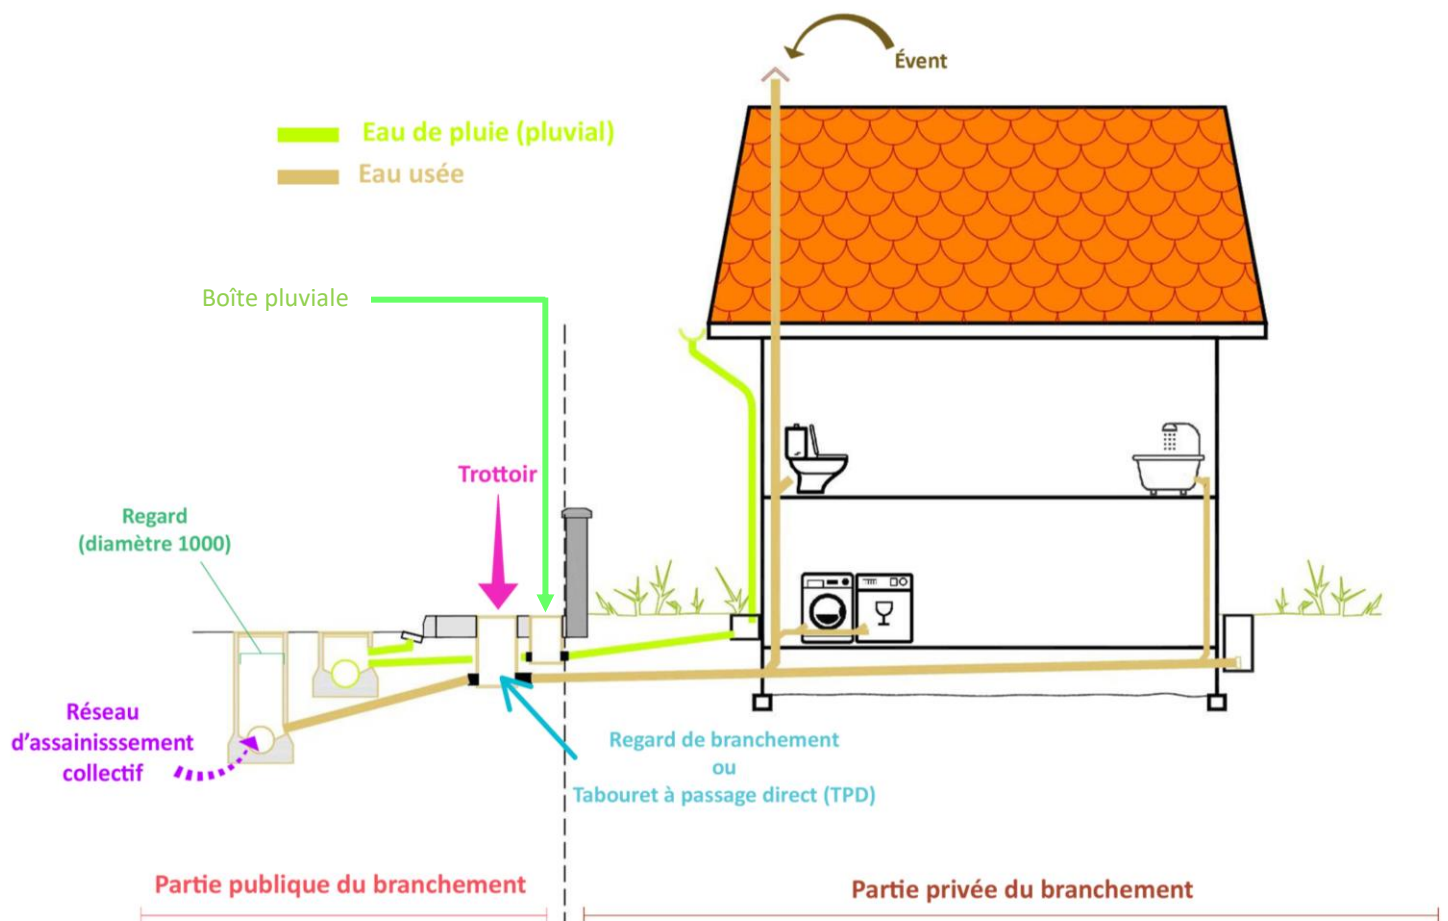 Évent
Eau de pluie (pluvial)
Eau usée
Boîte pluviale
Trottoir
Regard
(diamètre 1000)
Réseau
d'assainisssement
collectif
Regard de branchement
ou
Tabouret à passage direct (TPD)
Partie publique du branchement
Partie privée du branchement